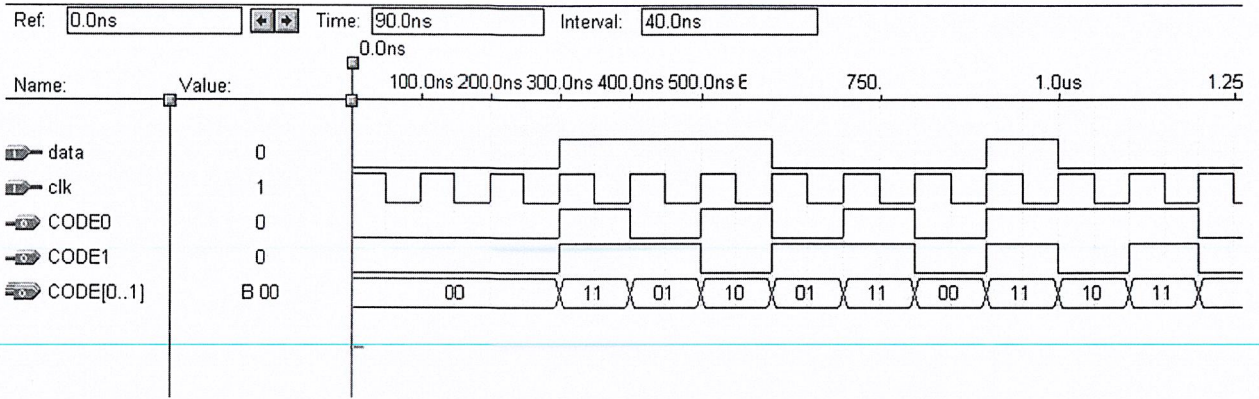 Ref: 0.0ns Time: 90.0ns Interval: 40.0ns
0.0ns
Name: Value: 100.0ns 200.0ns 300.0ns 400.0ns 500.0ns E 750. 1.0us 1.25
data 0
clk 1
CODE0 0
CODE1 0
CODE[0..1] B 00 00 11 01 10 01 11 00 11 10 11